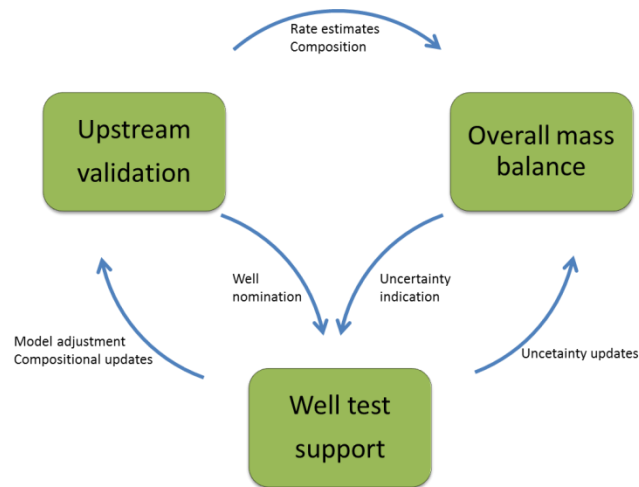 Rate estimates
Composition
Upstream
validation
Overall mass
balance
Well
nomination
Uncertainty
indication
Model adjustment
Compositional updates
Uncetainty updates
Well test
support